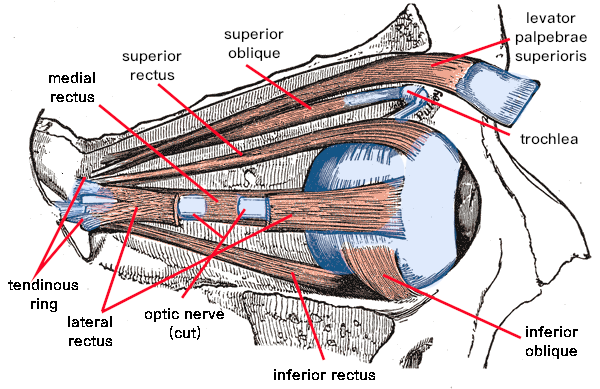 levator
palpebrae
superioris
superior
oblique
superior
rectus
medial
rectus
trochlea
Pulley
tendinous
ring
lateral
rectus
optic nerve
(cut)
inferior rectus
inferior
oblique